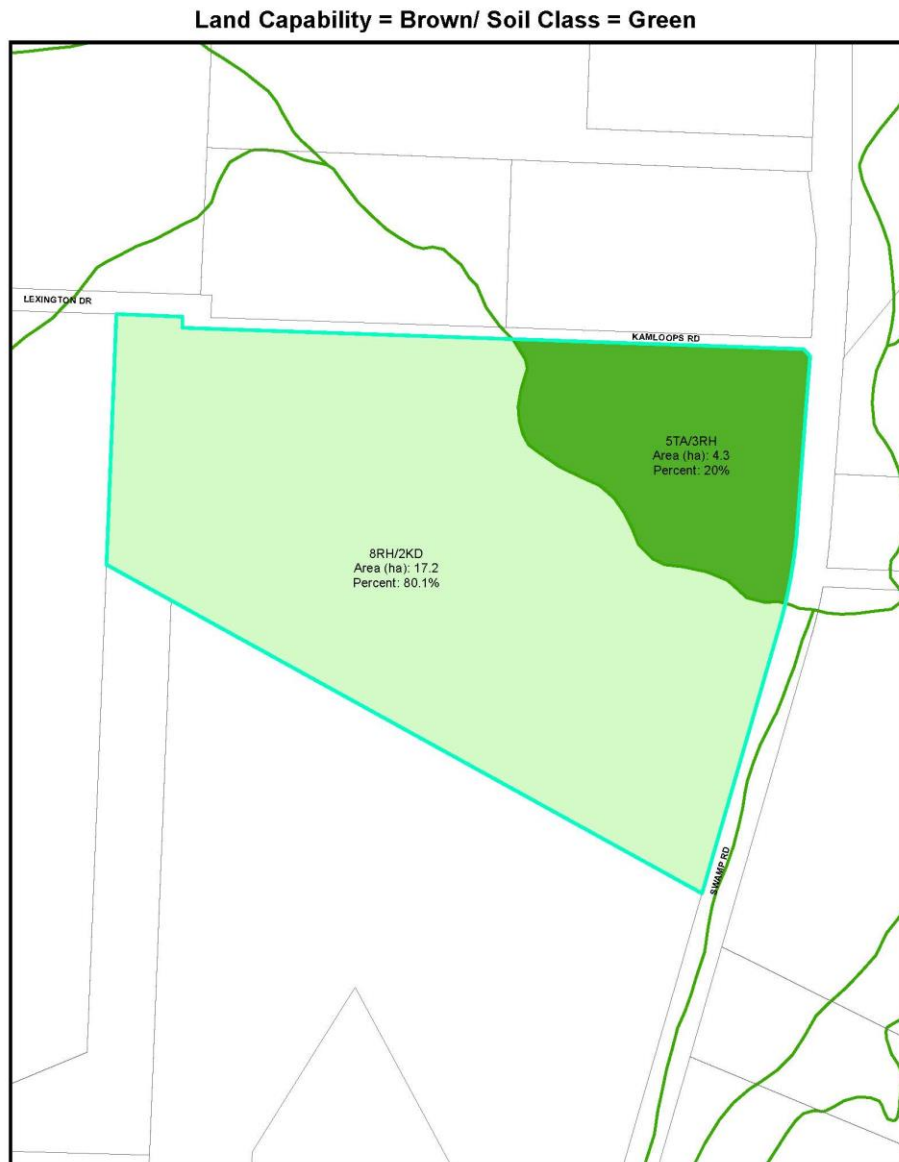 Land Capability = Brown/ Soil Class = Green
LEXINGTON DR
KAMLOOPS RD
5TA/3RH
Area (ha): 4.3
Percent: 20%
8RH/2KD
Area (ha): 17.2
Percent: 80.1%
SWAMP RD